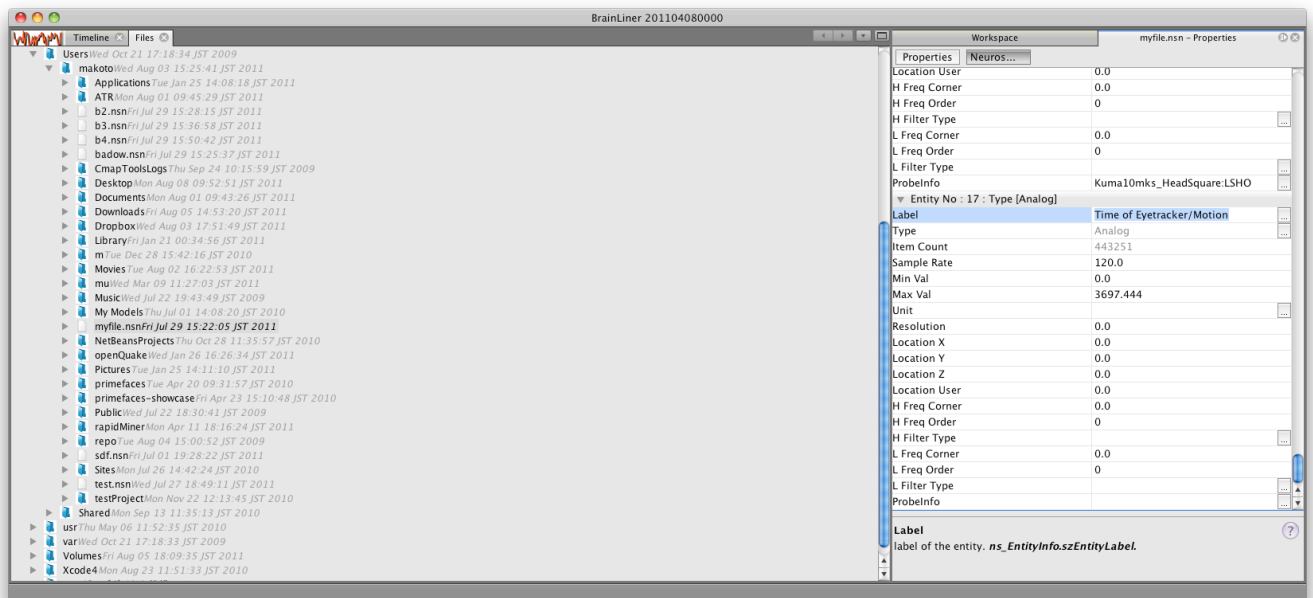 BrainLiner 201104080000
Timeline
Files
Users Wed Oct 21 17:18:34 JST 2009
makoto Wed Aug 03 15:25:41 JST 2011
Applications Tue Jan 25 14:08:18 JST 2011
ATR Mon Aug 01 09:45:29 JST 2011
b2.nsn Fri Jul 29 15:28:15 JST 2011
b3.nsn Fri Jul 29 15:36:58 JST 2011
b4.nsn Fri Jul 29 15:50:42 JST 2011
badow.nsn Fri Jul 29 15:25:37 JST 2011
CmapToolsLogs Thu Sep 24 10:15:59 JST 2009
Desktop Mon Aug 08 09:52:51 JST 2011
Documents Mon Aug 01 09:43:26 JST 2011
Downloads Fri Aug 05 14:53:20 JST 2011
Dropbox Wed Aug 03 17:51:49 JST 2011
Library Fri Jan 21 00:34:56 JST 2011
m Tue Dec 28 15:42:16 JST 2010
Movies Tue Aug 02 16:22:53 JST 2011
mu Wed Mar 09 11:27:03 JST 2011
Music Wed Jul 22 19:43:49 JST 2009
My Models Thu Jul 01 14:08:20 JST 2010
myfile.nsn Fri Jul 29 15:22:05 JST 2011
NetBeansProjects Thu Oct 28 11:35:57 JST 2010
openQuake Wed Jan 26 16:26:34 JST 2011
Pictures Tue Jan 25 14:11:10 JST 2011
primefaces Tue Apr 20 09:31:57 JST 2010
primefaces-showcase Fri Apr 23 15:10:48 JST 2010
Public Wed Jul 22 18:30:41 JST 2009
rapidMiner Mon Apr 11 18:16:24 JST 2011
repo Tue Aug 04 15:00:52 JST 2009
sdf.nsn Fri Jul 01 19:28:22 JST 2011
Sites Mon Jul 26 14:42:24 JST 2010
test.nsn Wed Jul 27 18:49:11 JST 2011
testProject Mon Nov 22 12:13:45 JST 2010
Shared Mon Sep 13 11:35:13 JST 2010
usr Thu May 06 11:52:35 JST 2010
var Wed Oct 21 17:18:33 JST 2009
Volumes Fri Aug 05 18:09:35 JST 2011
Xcode4 Mon Aug 23 11:51:33 JST 2010
Workspace
myfile.nsn - Properties
Properties Neuros...
Location User 0.0
H Freq Corner 0.0
H Freq Order 0
H Filter Type ...
L Freq Corner 0.0
L Freq Order 0
L Filter Type ...
ProbeInfo Kuma10mks_HeadSquare:LSHO ...
Entity No : 17 : Type [Analog]
Label Time of Eyetracker/Motion ...
Type Analog ...
Item Count 443251
Sample Rate 120.0
Min Val 0.0
Max Val 3697.444
Unit ...
Resolution 0.0
Location X 0.0
Location Y 0.0
Location Z 0.0
Location User 0.0
H Freq Corner 0.0
H Freq Order 0
H Filter Type ...
L Freq Corner 0.0
L Freq Order 0
L Filter Type ...
ProbeInfo ...
Label
?
label of the entity. ns_EntityInfo.szEntityLabel.